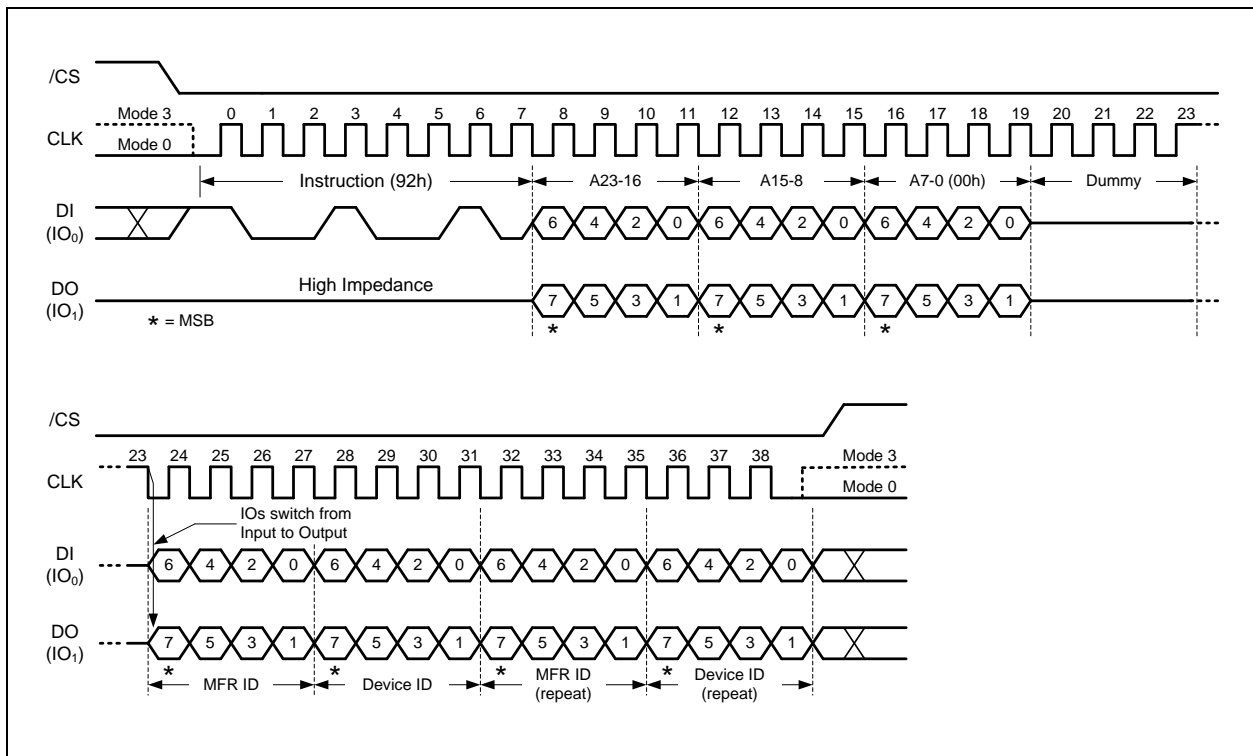 /CS
Mode 3 0 1 2 3 4 5 6 7 8 9 10 11 12 13 14 15 16 17 18 19 20 21 22 23
CLK
Mode 0
Instruction (92h) A23-16 A15-8 A7-0 (00h) Dummy
DI
(IO0) 6 4 2 0 6 4 2 0 6 4 2 0
High Impedance
DO
(IO1) 7 5 3 1 7 5 3 1 7 5 3 1
* = MSB * * *
/CS
23 24 25 26 27 28 29 30 31 32 33 34 35 36 37 38 Mode 3
CLK
Mode 0
IOs switch from
Input to Output
DI
(IO0) 6 4 2 0 6 4 2 0 6 4 2 0 6 4 2 0
DO
(IO1) 7 5 3 1 7 5 3 1 7 5 3 1 7 5 3 1
* * * *
MFR ID Device ID MFR ID (repeat) Device ID (repeat)